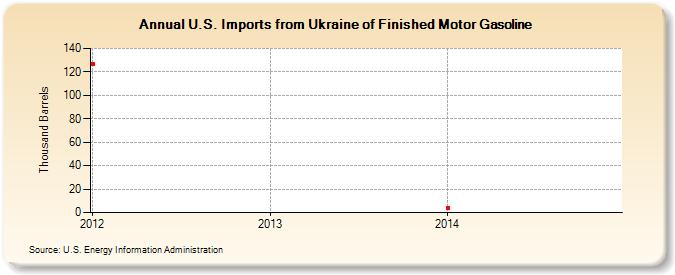 Annual U.S. Imports from Ukraine of Finished Motor Gasoline
Thousand Barrels
140
120
100
80
60
40
20
0
2012 2013 2014
Source: U.S. Energy Information Administration